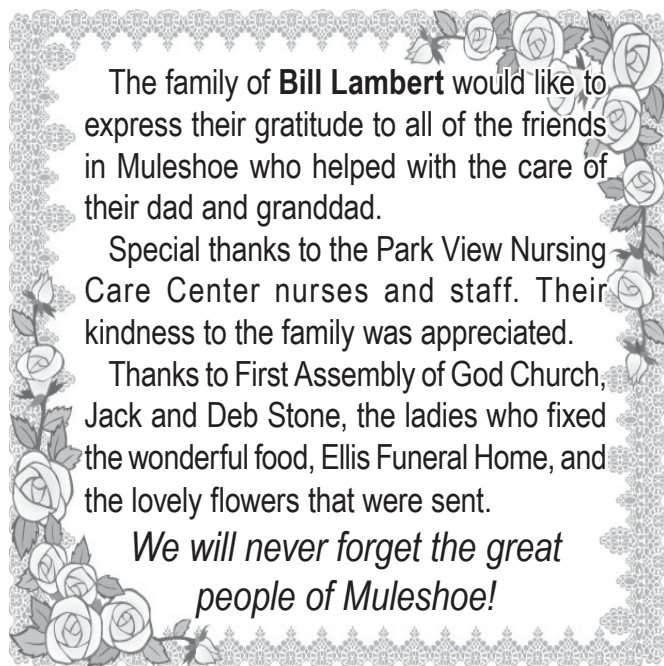 The family of Bill Lambert would like to
express their gratitude to all of the friends
in Muleshoe who helped with the care of
their dad and granddad.
Special thanks to the Park View Nursing
Care Center nurses and staff. Their
kindness to the family was appreciated.
Thanks to First Assembly of God Church,
Jack and Deb Stone, the ladies who fixed
the wonderful food, Ellis Funeral Home, and
the lovely flowers that were sent.
We will never forget the great
people of Muleshoe!